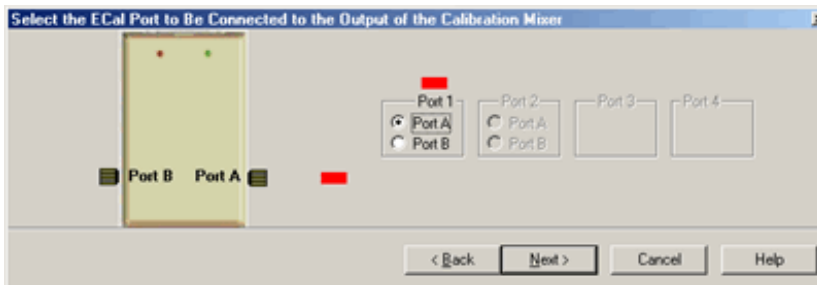 Select the ECal Port to Be Connected to the Output of the Calibration Mixer
Port 1 Port 2 Port 3 Port 4
Port A Port A
Port B Port B
Port B Port A
< Back Next > Cancel Help